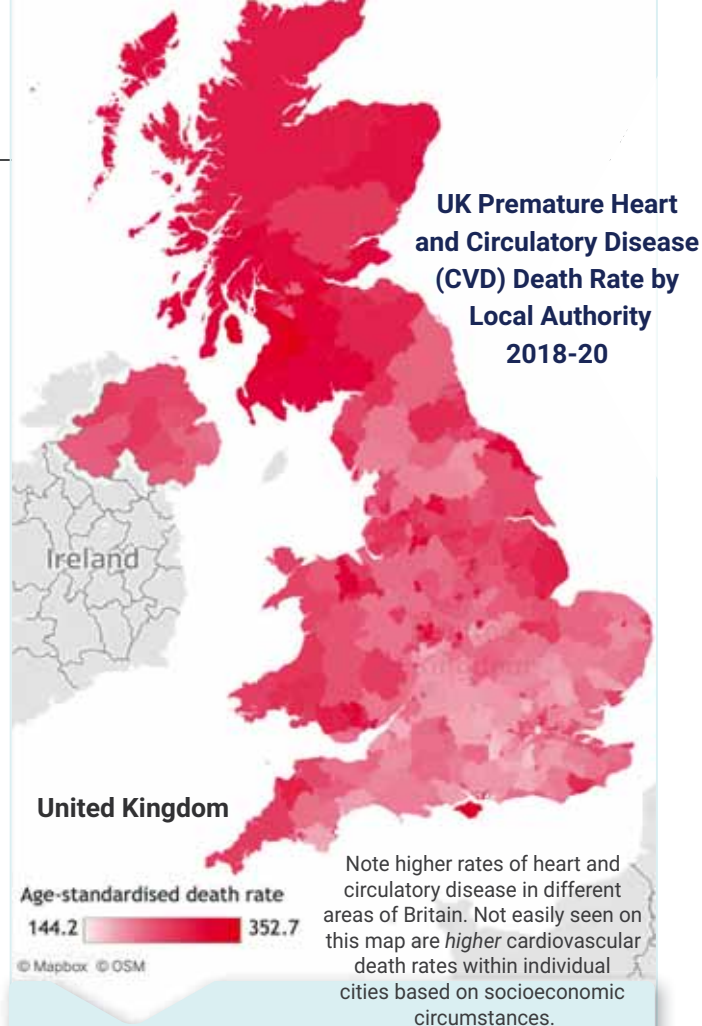 UK Premature Heart
and Circulatory Disease
(CVD) Death Rate by
Local Authority
2018-20
Ireland
United Kingdom
Age-standardised death rate
144.2 352.7
© Mapbox © OSM
Note higher rates of heart and
circulatory disease in different
areas of Britain. Not easily seen on
this map are higher cardiovascular
death rates within individual
cities based on socioeconomic
circumstances.